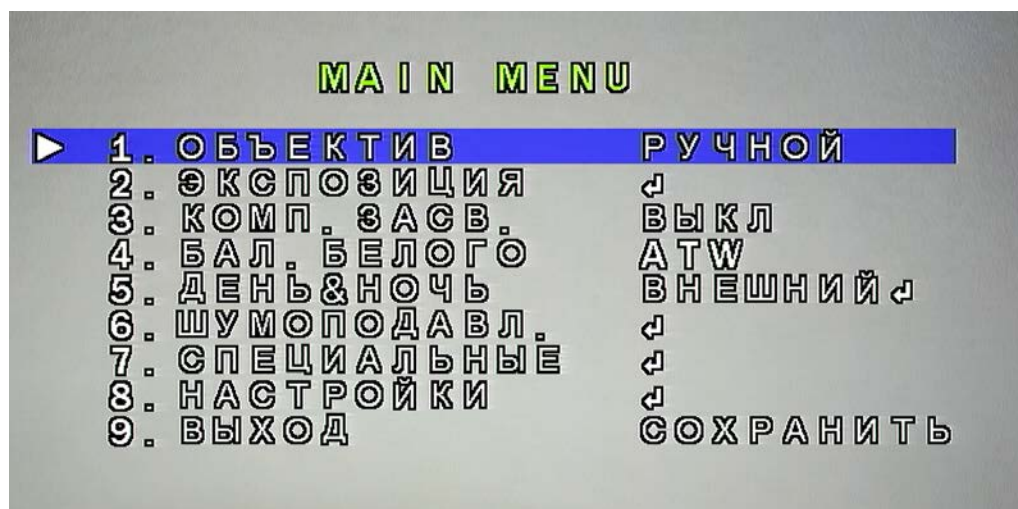 MAIN MENU
1. ОБЪЕКТИВ РУЧНОЙ
2. ЭКСПОЗИЦИЯ ↲
3. КОМП. ЗАСВ. ВЫКЛ
4. БАЛ. БЕЛОГО ATW
5. ДЕНЬ&НОЧЬ ВНЕШНИЙ↲
6. ШУМОПОДАВЛ. ↲
7. СПЕЦИАЛЬНЫЕ ↲
8. НАСТРОЙКИ ↲
9. ВЫХОД СОХРАНИТЬ